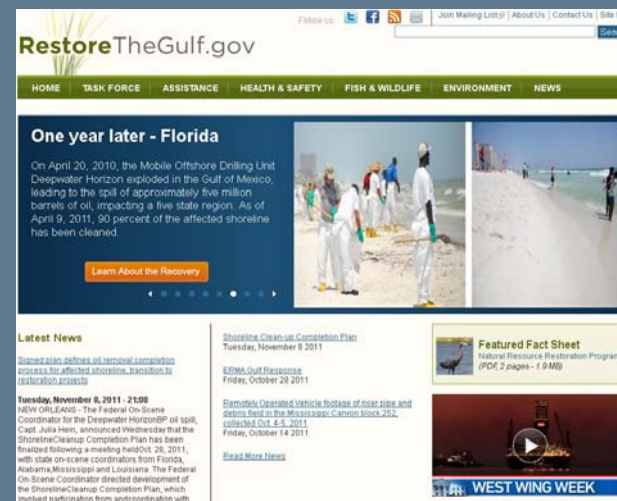 Follow us:
Join Mailing List | About Us | Contact Us | Site
RestoreTheGulf.gov
HOME TASK FORCE ASSISTANCE HEALTH & SAFETY FISH & WILDLIFE ENVIRONMENT NEWS
One year later - Florida
On April 20, 2010, the Mobile Offshore Drilling Unit
Deepwater Horizon exploded in the Gulf of Mexico,
leading to the spill of approximately five million
barrels of oil, impacting a five state region. As of
April 9, 2011, 90 percent of the affected shoreline
has been cleaned.
Learn About the Recovery
Latest News
Signed plan defines oil removal completion
process for affected shoreline, transition to
restoration projects
Tuesday, November 8, 2011 - 21:08
NEW ORLEANS - The Federal On-Scene
Coordinator for the Deepwater HorizonBP oil spill,
Capt. Julia Hein, announced Wednesday that the
ShorelineCleanup Completion Plan has been
finalized following a meeting heldOct. 28, 2011,
with state on-scene coordinators from Florida,
Alabama,Mississippi and Louisiana. The Federal
On-Scene Coordinator directed development of
the ShorelineCleanup Completion Plan, which
involved participation from andcoordination with
Shoreline Clean-up Completion Plan
Tuesday, November 8 2011
ERMA Gulf Response
Friday, October 28 2011
Remotely Operated Vehicle footage of riser pipe and
debris field in the Mississippi Canyon block 252,
collected Oct. 4-5, 2011
Friday, October 14 2011
Read More News
Featured Fact Sheet
Natural Resource Restoration Program
(PDF, 2 pages - 1.9 MB)
WEST WING WEEK